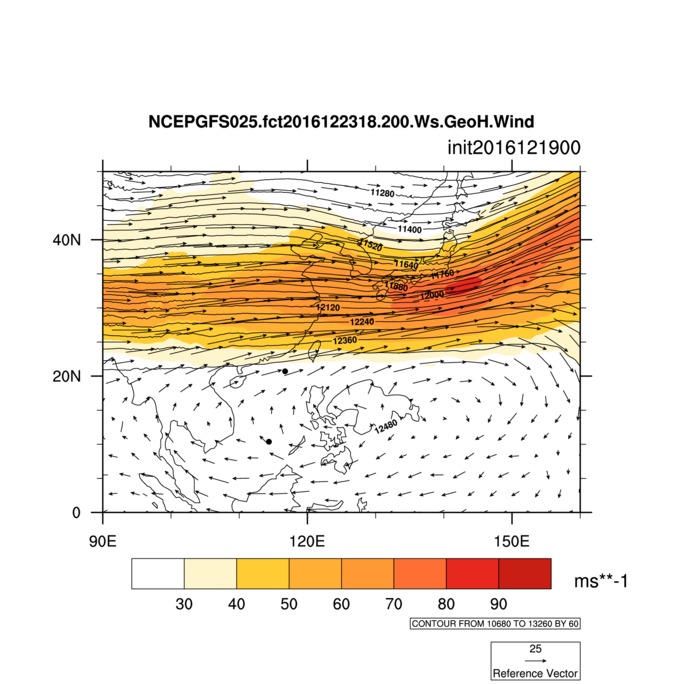 NCEPGFS025.fct2016122318.200.Ws.GeoH.Wind
init2016121900
11280
11400
40N
11520
11640
11760
11880
12000
12120
12240
12360
20N
12480
0
90E 120E 150E
30 40 50 60 70 80 90
ms**-1
CONTOUR FROM 10680 TO 13260 BY 60
25
Reference Vector